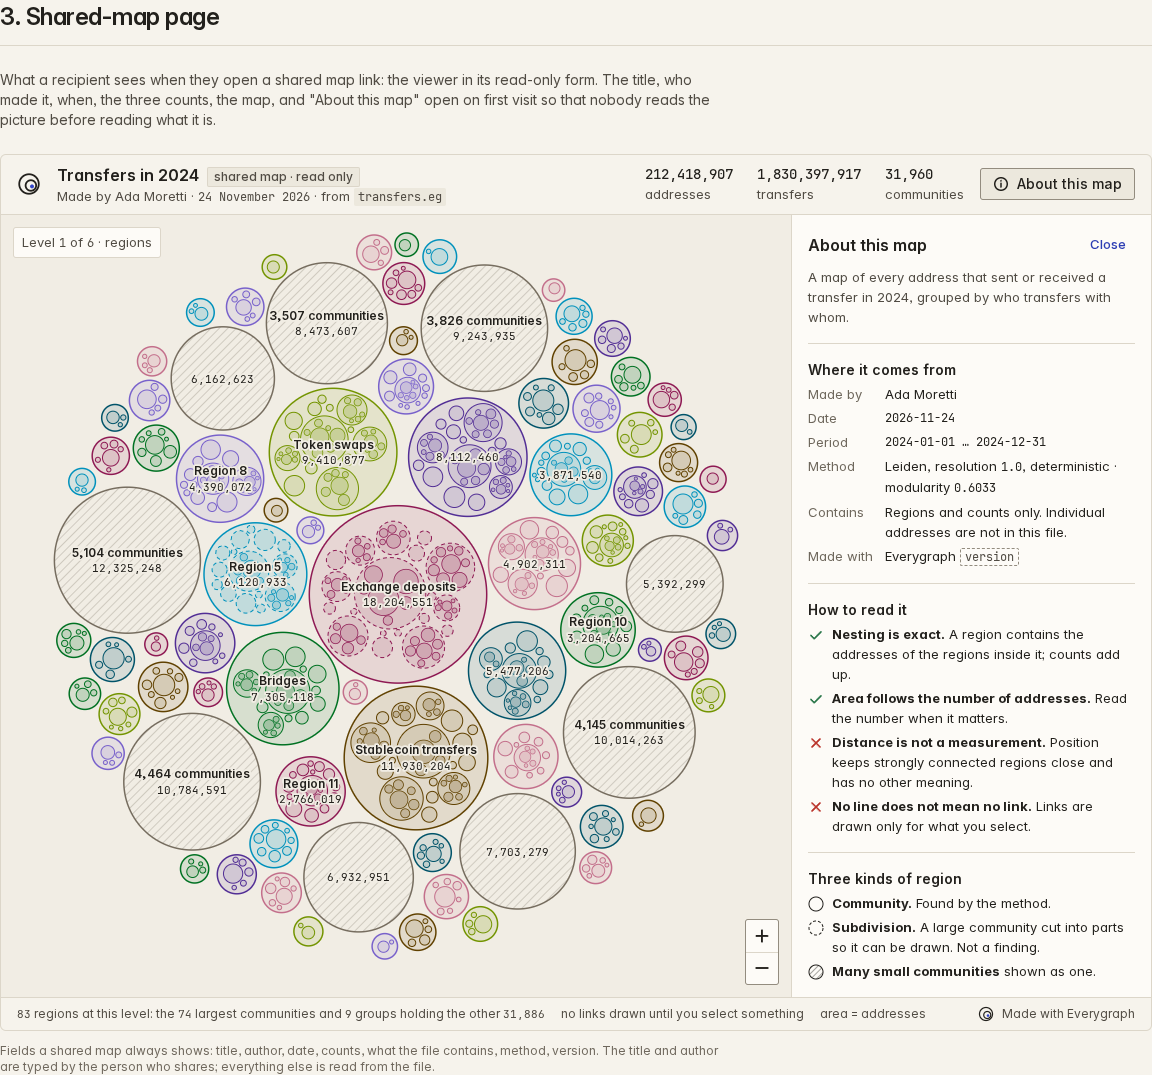 3. Shared-map page
What a recipient sees when they open a shared map link: the viewer in its read-only form. The title, who
made it, when, the three counts, the map, and "About this map" open on first visit so that nobody reads the
picture before reading what it is.
Transfers in 2024 shared map · read only
Made by Ada Moretti · 24 November 2026 · from transfers.eg
212,418,907 addresses
1,830,397,917 transfers
31,960 communities
About this map
Level 1 of 6 · regions
3,507 communities
8,473,607
3,826 communities
9,243,935
6,162,623
Token swaps
9,410,877
8,112,460
Region 8
4,390,072
3,871,540
5,104 communities
12,325,248
Region 5
6,120,933
Exchange deposits
18,204,551
4,902,311
5,392,299
Region 10
3,204,665
Bridges
7,305,118
5,477,206
4,145 communities
10,014,263
Stablecoin transfers
11,930,204
4,464 communities
10,784,591
Region 11
2,766,019
6,932,951
7,703,279
+
−
About this map
Close
A map of every address that sent or received a
transfer in 2024, grouped by who transfers with
whom.
Where it comes from
Made by Ada Moretti
Date 2026-11-24
Period 2024-01-01 … 2024-12-31
Method Leiden, resolution 1.0, deterministic ·
modularity 0.6033
Contains Regions and counts only. Individual
addresses are not in this file.
Made with Everygraph version
How to read it
Nesting is exact. A region contains the
addresses of the regions inside it; counts add
up.
Area follows the number of addresses. Read
the number when it matters.
Distance is not a measurement. Position
keeps strongly connected regions close and
has no other meaning.
No line does not mean no link. Links are
drawn only for what you select.
Three kinds of region
Community. Found by the method.
Subdivision. A large community cut into parts
so it can be drawn. Not a finding.
Many small communities shown as one.
83 regions at this level: the 74 largest communities and 9 groups holding the other 31,886
no links drawn until you select something
area = addresses
Made with Everygraph
Fields a shared map always shows: title, author, date, counts, what the file contains, method, version. The title and author
are typed by the person who shares; everything else is read from the file.